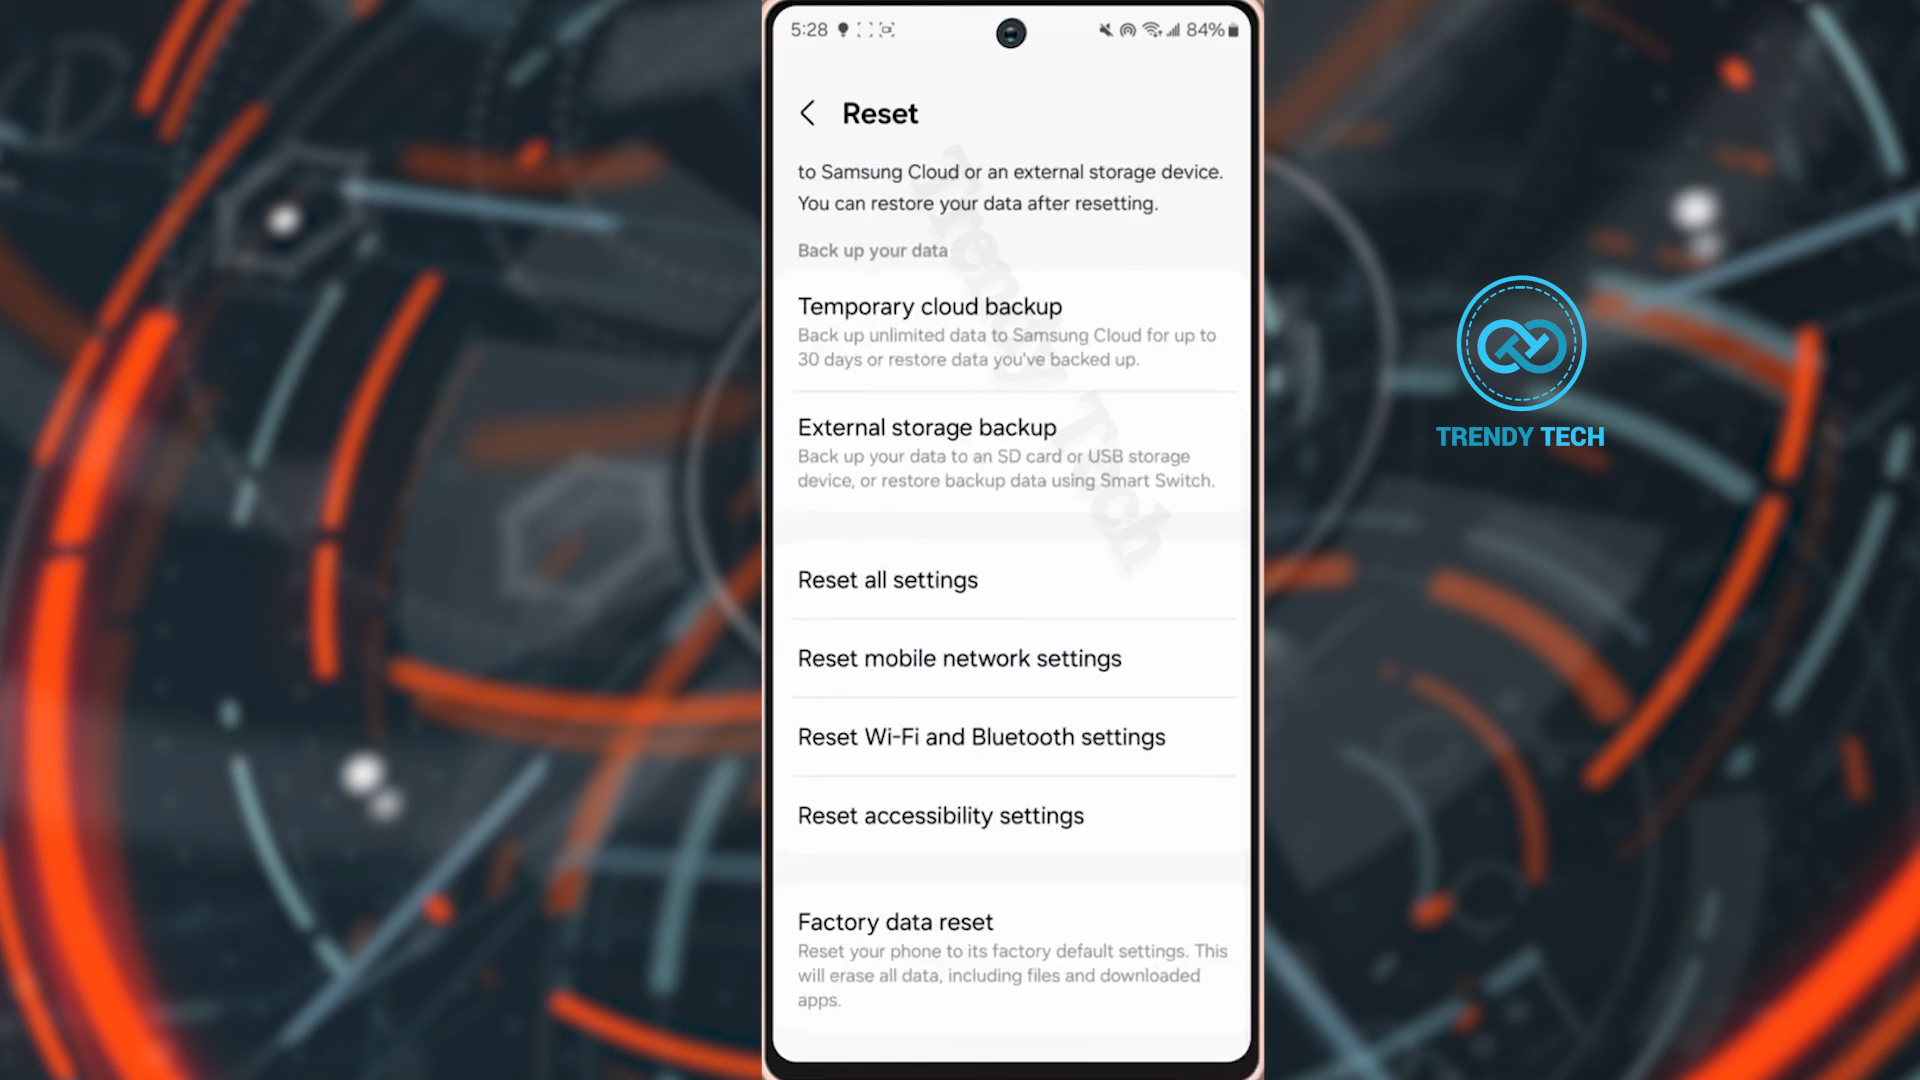 5:28
84%
Reset
to Samsung Cloud or an external storage device.
You can restore your data after resetting.
Back up your data
Temporary cloud backup
Back up unlimited data to Samsung Cloud for up to
30 days or restore data you've backed up.
External storage backup
Back up your data to an SD card or USB storage
device, or restore backup data using Smart Switch.
Reset all settings
Reset mobile network settings
Reset Wi-Fi and Bluetooth settings
Reset accessibility settings
Factory data reset
Reset your phone to its factory default settings. This
will erase all data, including files and downloaded
apps.
Trendy Tech
TRENDY TECH